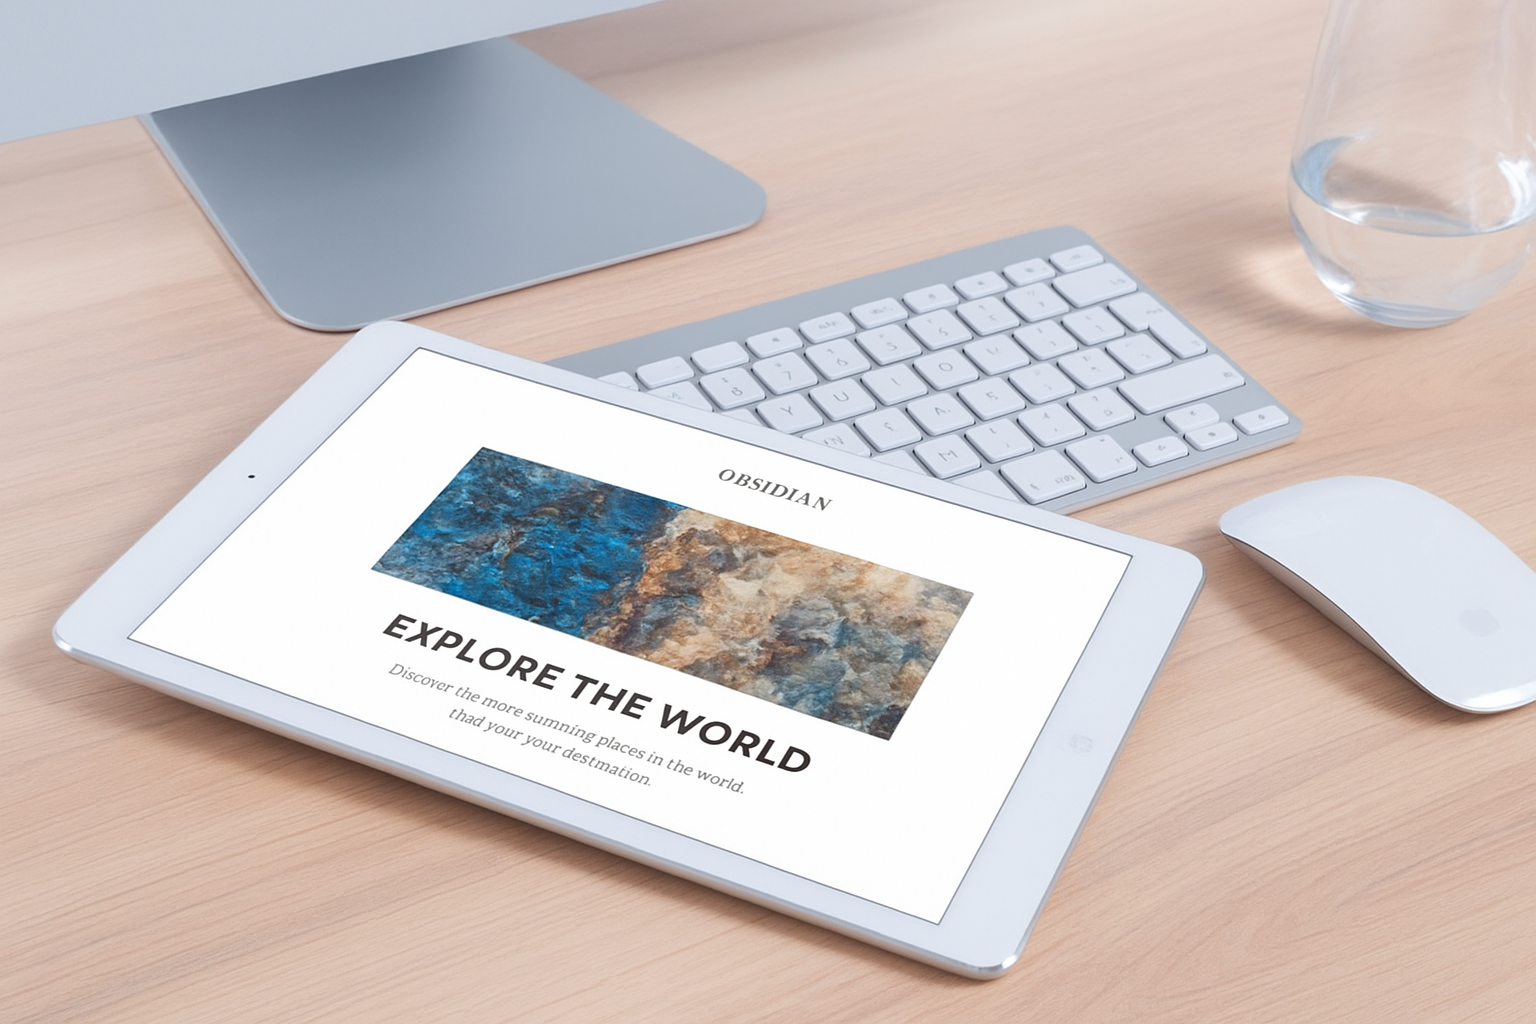 OBSIDIAN
EXPLORE THE WORLD
Discover the more sumning places in the world.
thad your your destmation.